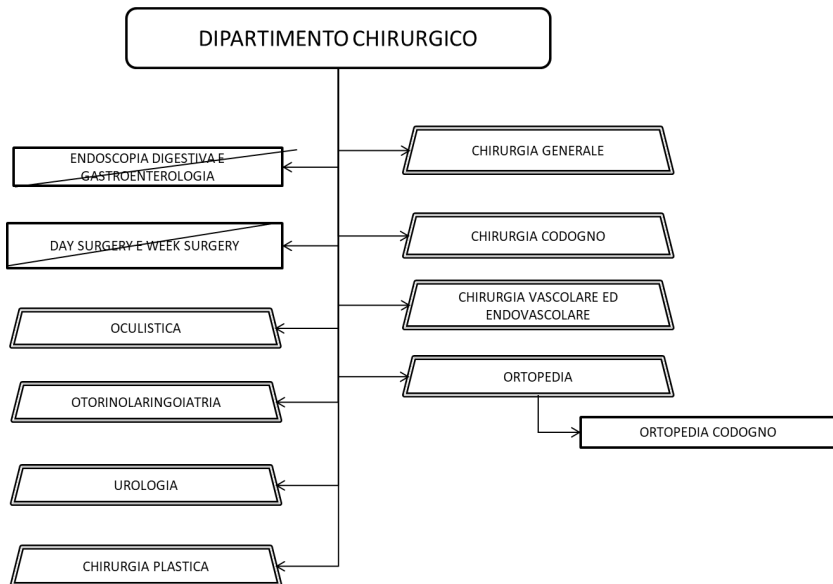 DIPARTIMENTO CHIRURGICO
ENDOSCOPIA DIGESTIVA E
GASTROENTEROLOGIA
DAY SURGERY E WEEK SURGERY
OCULISTICA
OTORINOLARINGOIATRIA
UROLOGIA
CHIRURGIA PLASTICA
CHIRURGIA GENERALE
CHIRURGIA CODOGNO
CHIRURGIA VASCOLARE ED
ENDOVASCOLARE
ORTOPEDIA
ORTOPEDIA CODOGNO